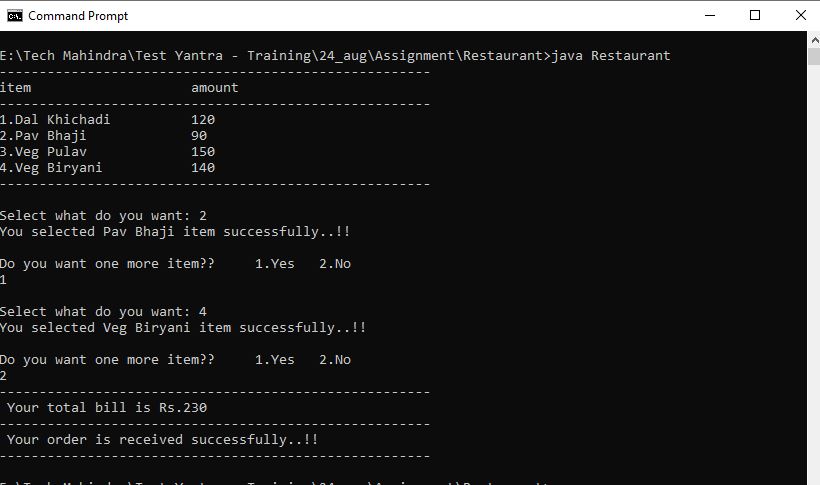 Command Prompt
E:\Tech Mahindra\Test Yantra - Training\24_aug\Assignment\Restaurant>java Restaurant
------------------------------------------------------
item                    amount
------------------------------------------------------
1.Dal Khichadi          120
2.Pav Bhaji             90
3.Veg Pulav             150
4.Veg Biryani           140
------------------------------------------------------
Select what do you want: 2
You selected Pav Bhaji item successfully..!!
Do you want one more item??     1.Yes   2.No
1
Select what do you want: 4
You selected Veg Biryani item successfully..!!
Do you want one more item??     1.Yes   2.No
2
------------------------------------------------------
Your total bill is Rs.230
------------------------------------------------------
Your order is received successfully..!!
------------------------------------------------------